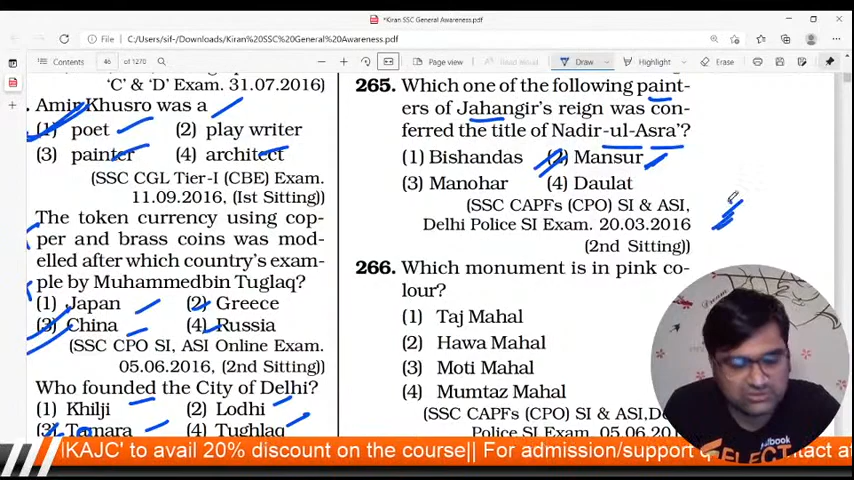 *Kiran SSC General Awareness.pdf
File
C:/Users/sif-/Downloads/Kiran%20SSC%20General%20Awareness.pdf
46
of 1270
Page view
Read aloud
Draw
Highlight
Erase
'C' & 'D' Exam. 31.07.2016)
Amir Khusro was a
(1) poet (2) play writer
(3) painter (4) architect
(SSC CGL Tier-I (CBE) Exam.
11.09.2016, (Ist Sitting)
The token currency using cop-
per and brass coins was mod-
elled after which country's exam-
ple by Muhammedbin Tuglaq?
(1) Japan (2) Greece
(3) China (4) Russia
(SSC CPO SI, ASI Online Exam.
05.06.2016, (2nd Sitting)
Who founded the City of Delhi?
(1) Khilji (2) Lodhi
(3) Tomara (4) Tughlaq
265. Which one of the following paint-
ers of Jahangir's reign was con-
ferred the title of Nadir-ul-Asra'?
(1) Bishandas (2) Mansur
(3) Manohar (4) Daulat
(SSC CAPFs (CPO) SI & ASI,
Delhi Police SI Exam. 20.03.2016
(2nd Sitting)
266. Which monument is in pink co-
lour?
(1) Taj Mahal
(2) Hawa Mahal
(3) Moti Mahal
(4) Mumtaz Mahal
(SSC CAPFs (CPO) SI & ASI,
Police SI Exam. 05.06
IKAJC' to avail 20% discount on the course|| For admission/support contact at